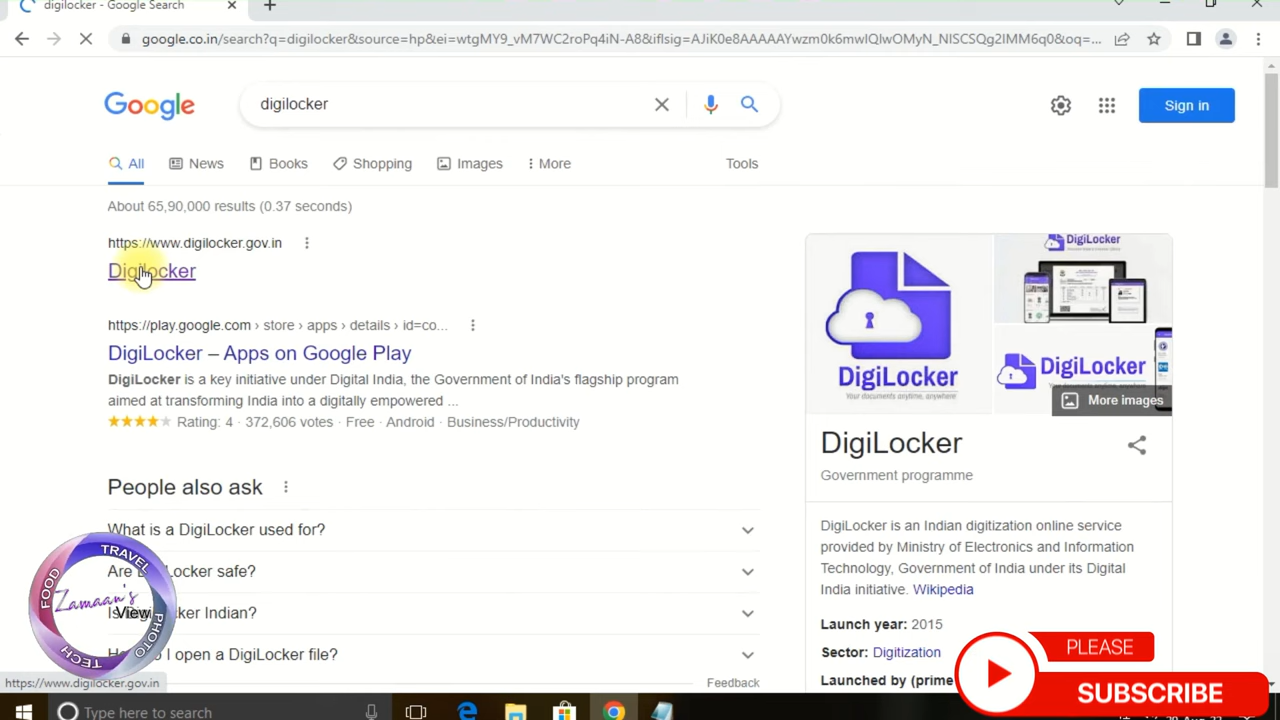 digilocker - Google Search
google.co.in/search?q=digilocker&source=hp&ei=wtgMY9_vM7WC2roPq4iN-A8&iflsig=AJiK0e8AAAAAYwzm0k6mwIQIwOMyN_NISCSQg2IMM6q0&oq=...
Google
digilocker
Sign in
All
News
Books
Shopping
Images
More
Tools
About 65,90,000 results (0.37 seconds)
https://www.digilocker.gov.in
Digilocker
https://play.google.com › store › apps › details › id=co...
DigiLocker – Apps on Google Play
DigiLocker is a key initiative under Digital India, the Government of India's flagship program
aimed at transforming India into a digitally empowered ...
Rating: 4 · 372,606 votes · Free · Android · Business/Productivity
People also ask
What is a DigiLocker used for?
Are DigiLocker safe?
Is DigiLocker Indian?
How do I open a DigiLocker file?
Feedback
DigiLocker
Your documents anytime, anywhere
DigiLocker
DigiLocker
More images
DigiLocker
Government programme
DigiLocker is an Indian digitization online service
provided by Ministry of Electronics and Information
Technology, Government of India under its Digital
India initiative. Wikipedia
Launch year: 2015
Sector: Digitization
Launched by (prime
FOOD TRAVEL PHOTO TECH
Zamaan's
View
PLEASE
SUBSCRIBE
https://www.digilocker.gov.in
Type here to search